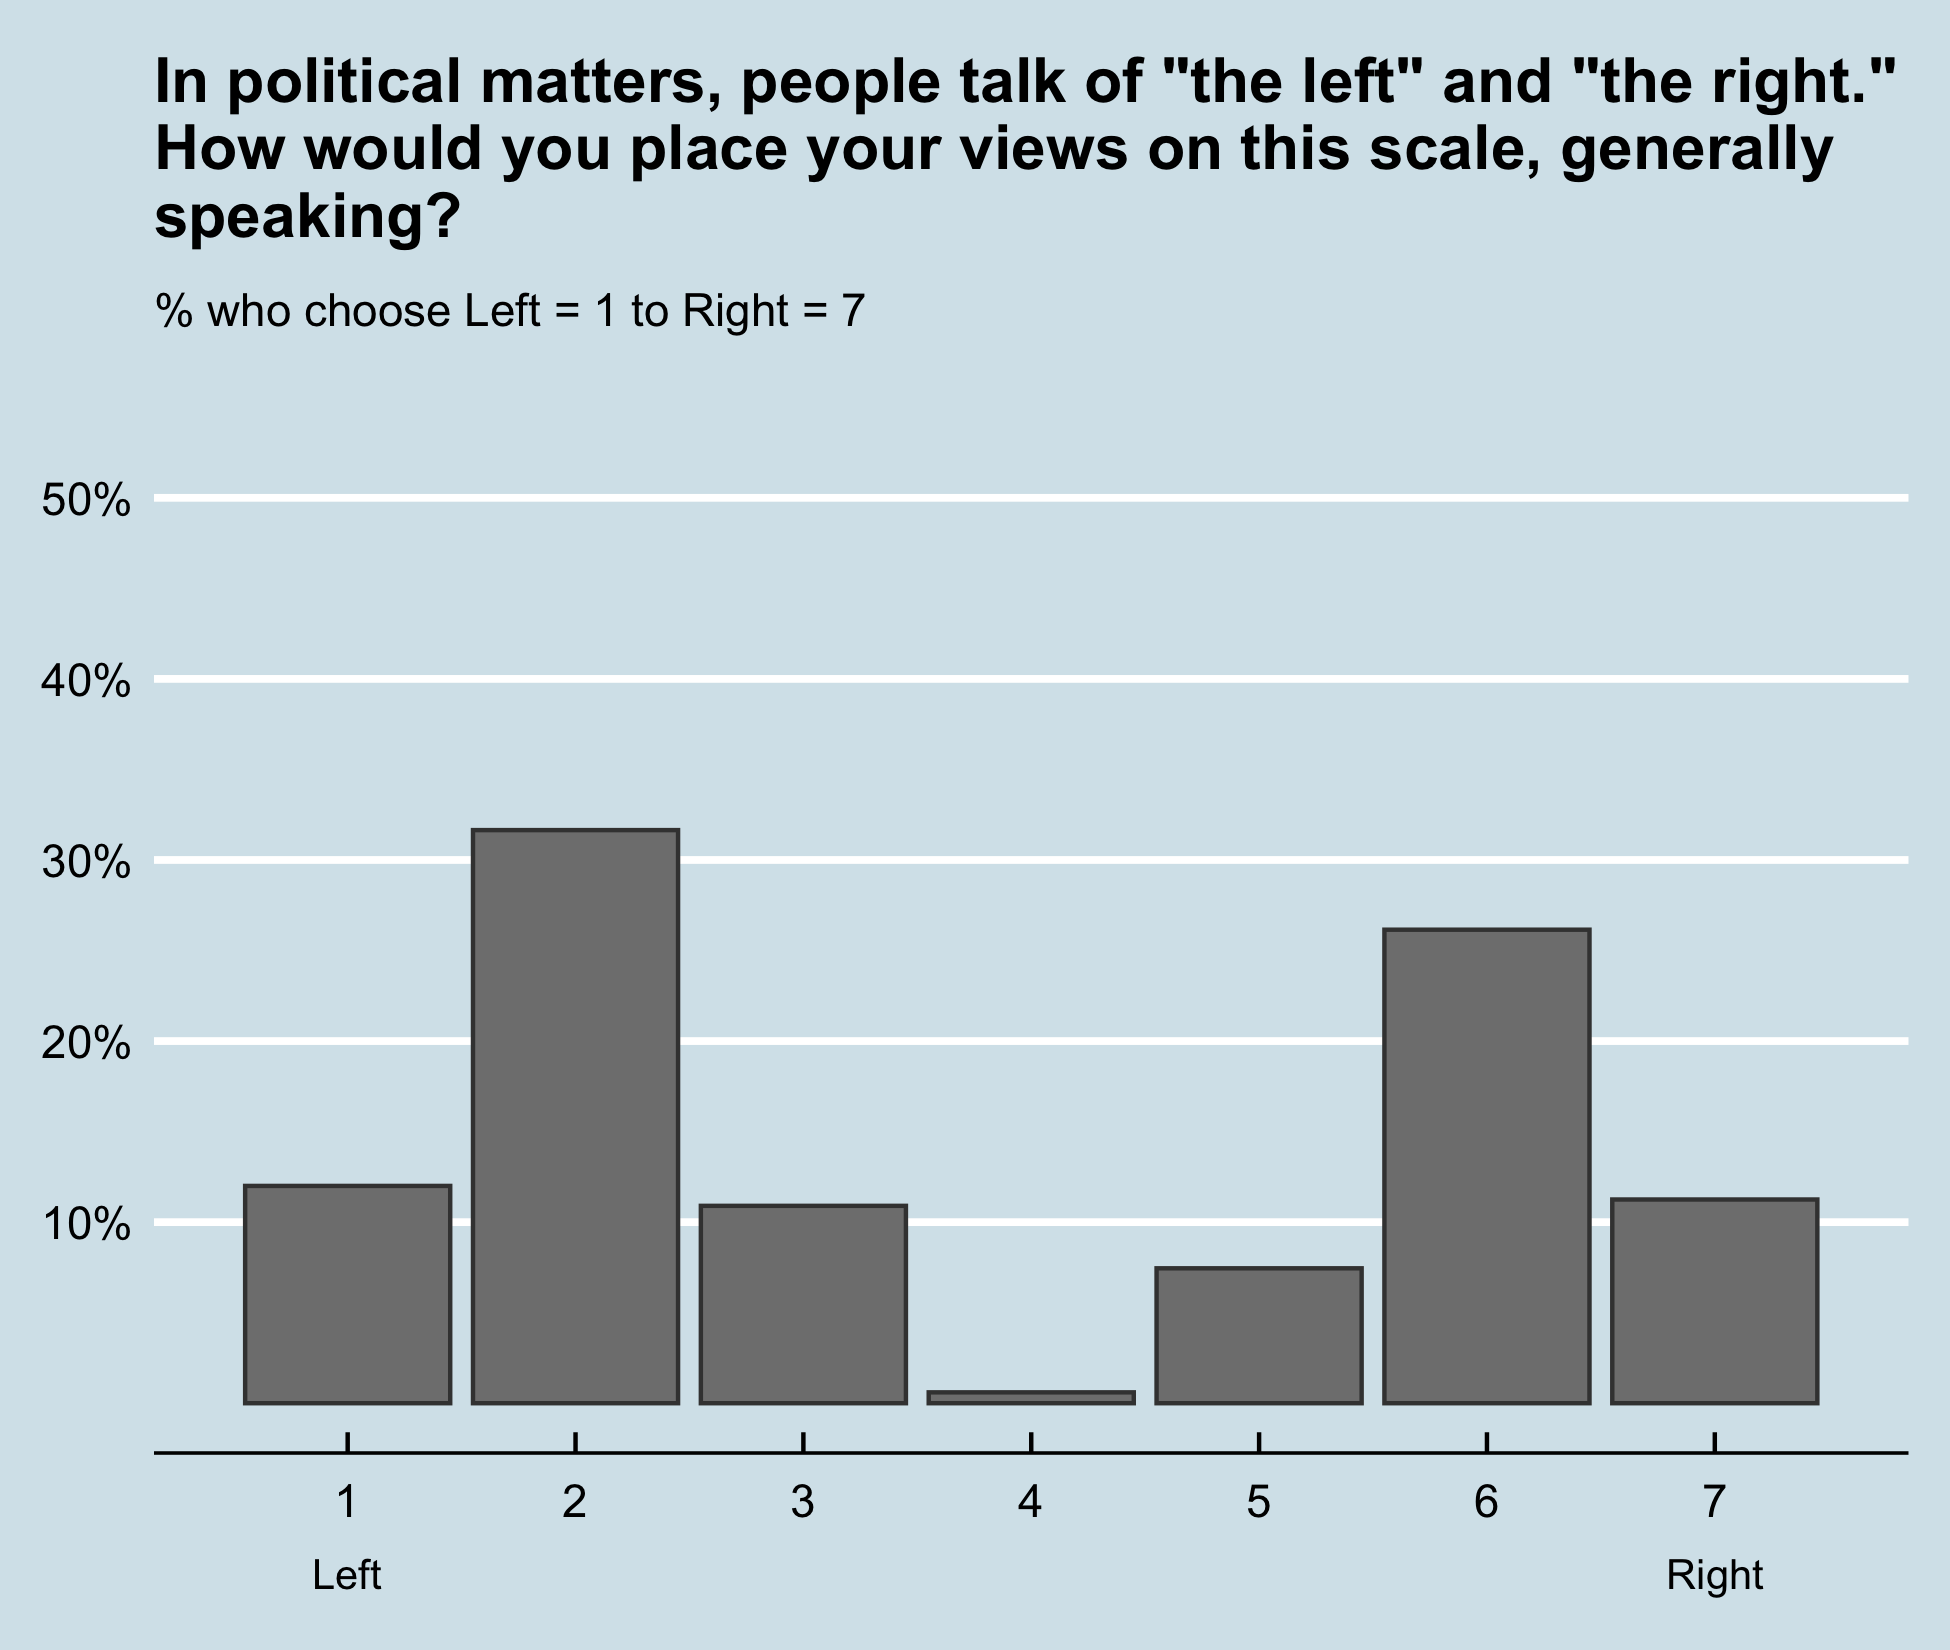 In political matters, people talk of "the left" and "the right."
How would you place your views on this scale, generally
speaking?
% who choose Left = 1 to Right = 7
50%
40%
30%
20%
10%
1 2 3 4 5 6 7
Left Right